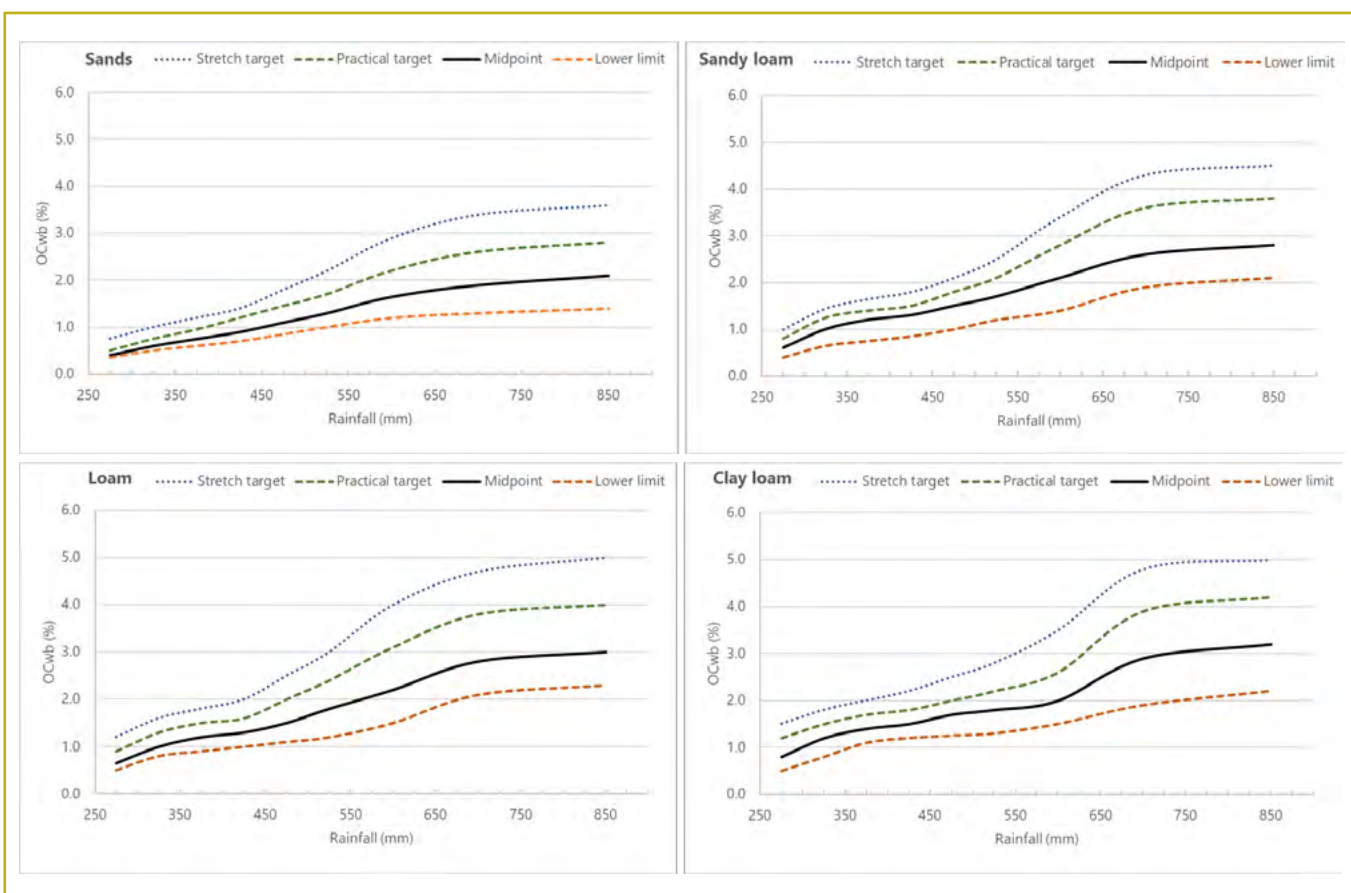 Sands Stretch target Practical target Midpoint Lower limit
6.0
5.0
4.0
3.0
2.0
1.0
0.0
OCwb (%)
250 350 450 550 650 750 850
Rainfall (mm)
Sandy loam Stretch target Practical target Midpoint Lower limit
6.0
5.0
4.0
3.0
2.0
1.0
0.0
OCwb (%)
250 350 450 550 650 750 850
Rainfall (mm)
Loam Stretch target Practical target Midpoint Lower limit
6.0
5.0
4.0
3.0
2.0
1.0
0.0
OCwb (%)
250 350 450 550 650 750 850
Rainfall (mm)
Clay loam Stretch target Practical target Midpoint Lower limit
6.0
5.0
4.0
3.0
2.0
1.0
0.0
OCwb (%)
250 350 450 550 650 750 850
Rainfall (mm)